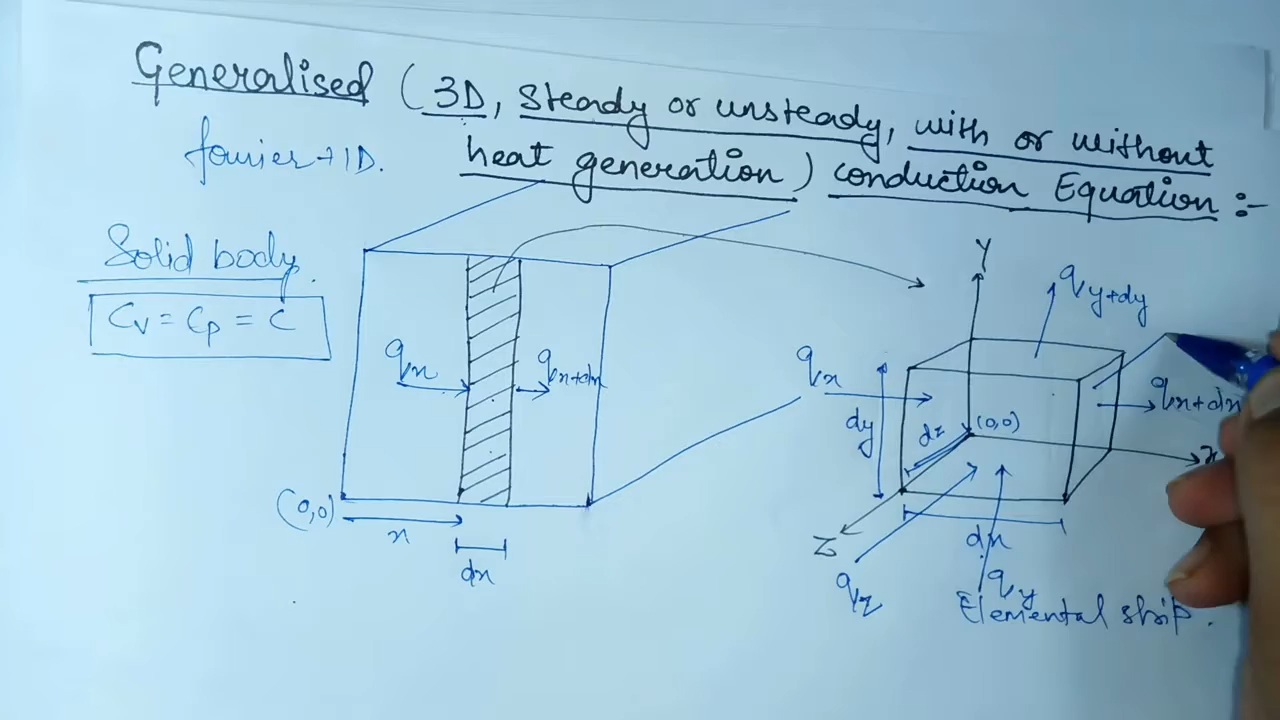 Generalised (3D, Steady or unsteady, with or without
fourier → 1D. heat generation) conduction Equation :-
Solid body.
Cv = Cp = C
Y
qy+dy
qx
qx+dx
qx
qx+dx
dy
dz
(0,0)
x
(0,0)
x
dx
Z
dx
qz
qy
Elemental strip.